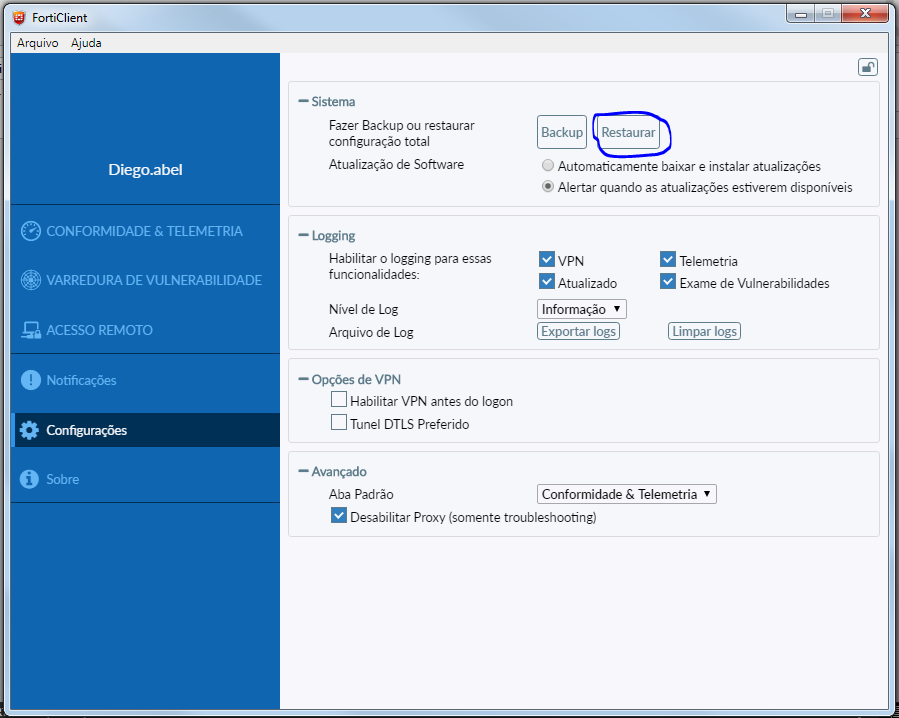 FortiClient
Arquivo Ajuda
Diego.abel
CONFORMIDADE & TELEMETRIA
VARREDURA DE VULNERABILIDADE
ACESSO REMOTO
Notificações
Configurações
Sobre
Sistema
Fazer Backup ou restaurar
configuração total
Backup Restaurar
Atualização de Software
Automaticamente baixar e instalar atualizações
Alertar quando as atualizações estiverem disponíveis
Logging
Habilitar o logging para essas
funcionalidades:
VPN Telemetria
Atualizado Exame de Vulnerabilidades
Nível de Log Informação
Arquivo de Log Exportar logs Limpar logs
Opções de VPN
Habilitar VPN antes do logon
Tunel DTLS Preferido
Avançado
Aba Padrão Conformidade & Telemetria
Desabilitar Proxy (somente troubleshooting)